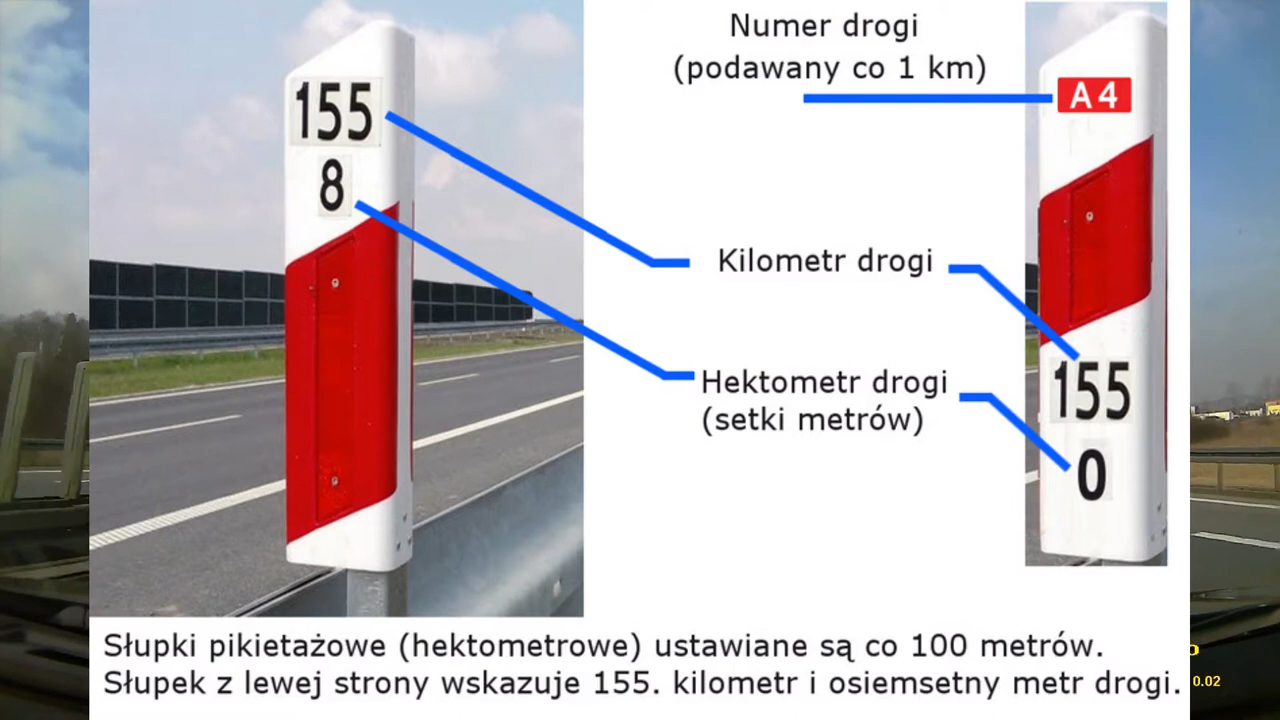 155
8
Numer drogi
(podawany co 1 km)
A4
Kilometr drogi
Hektometr drogi
(setki metrów)
155
0
Słupki pikietażowe (hektometrowe) ustawiane są co 100 metrów.
Słupek z lewej strony wskazuje 155. kilometr i osiemsetny metr drogi.
0.02